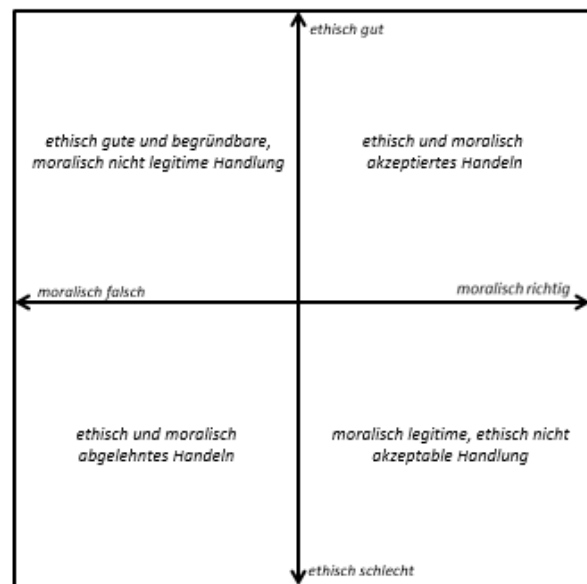 ethisch gut
ethisch gute und begründbare,
moralisch nicht legitime Handlung
ethisch und moralisch
akzeptiertes Handeln
moralisch falsch
moralisch richtig
ethisch und moralisch
abgelehntes Handeln
moralisch legitime, ethisch nicht
akzeptable Handlung
ethisch schlecht